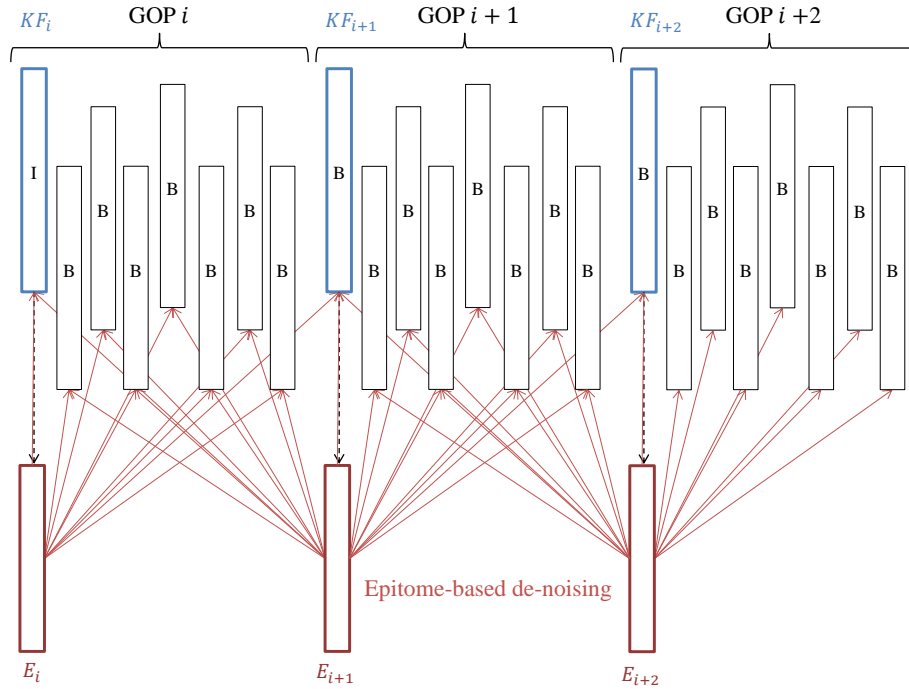 KF_i GOP i KF_{i+1} GOP i + 1 KF_{i+2} GOP i +2
I B B B B B B B
B B B B B B B B
B B B B B B B B
Epitome-based de-noising
E_i E_{i+1} E_{i+2}